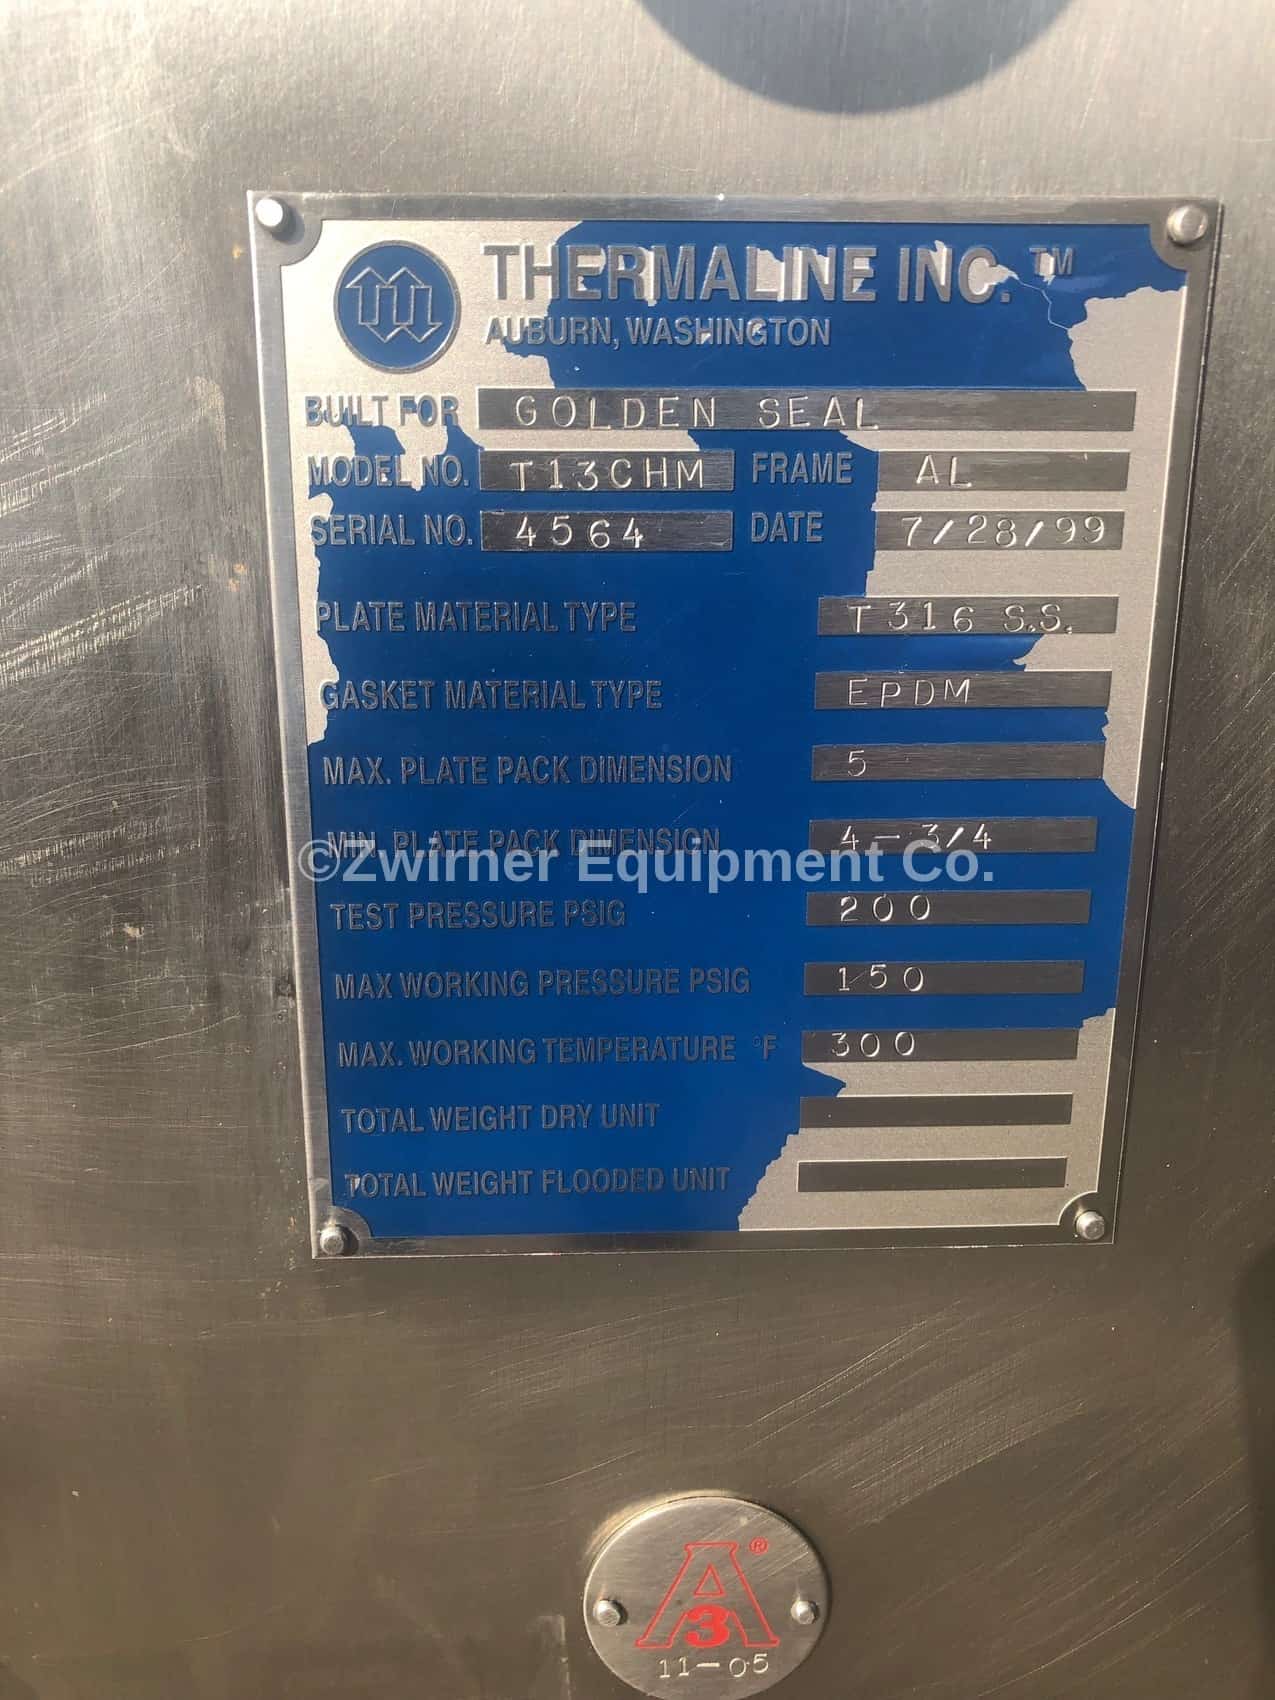 THERMALINE INC.™
AUBURN, WASHINGTON
BUILT FOR GOLDEN SEAL
MODEL NO. T13CHM FRAME AL
SERIAL NO. 4564 DATE 7/28/99
PLATE MATERIAL TYPE T316 S.S.
GASKET MATERIAL TYPE EPDM
MAX. PLATE PACK DIMENSION 5
MIN. PLATE PACK DIMENSION 4-3/4
©Zwirner Equipment Co.
TEST PRESSURE PSIG 200
MAX WORKING PRESSURE PSIG 150
MAX. WORKING TEMPERATURE °F 300
TOTAL WEIGHT DRY UNIT
TOTAL WEIGHT FLOODED UNIT
A ®
3
11-05